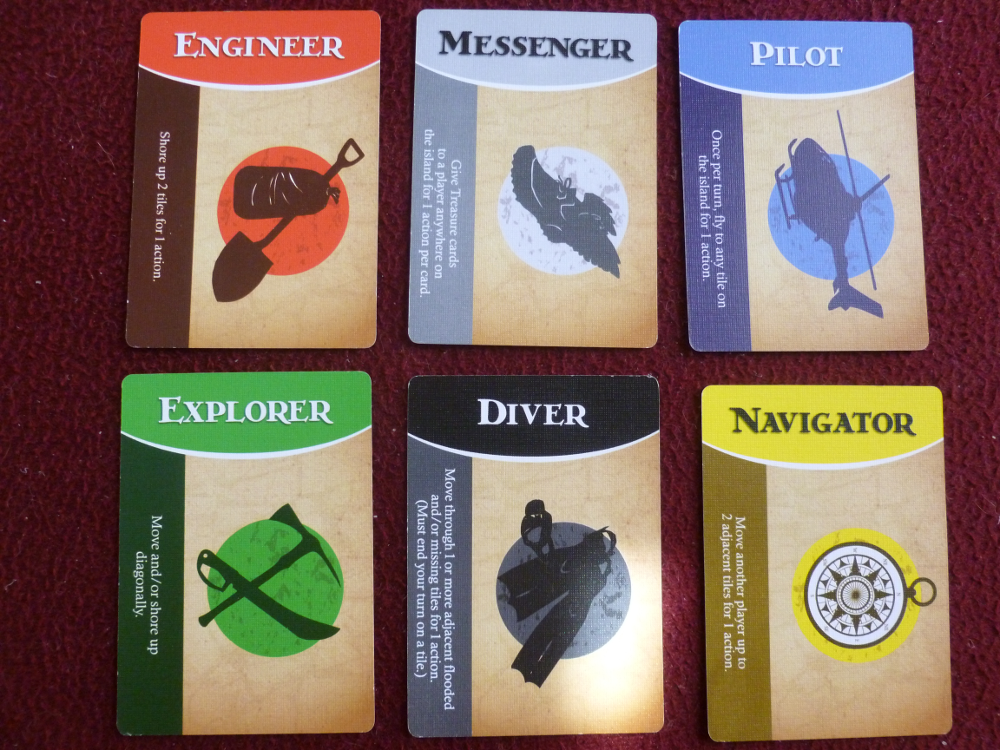 ENGINEER
Shore up 2 tiles for 1 action.
MESSENGER
Give Treasure cards
to a player anywhere on
the island for 1 action per card.
PILOT
Once per turn, fly to any tile on
the island for 1 action.
EXPLORER
Move and/or shore up
diagonally.
DIVER
Move through 1 or more adjacent flooded
and/or missing tiles for 1 action.
(Must end your turn on a tile.)
NAVIGATOR
Move another player up to
2 adjacent tiles for 1 action.